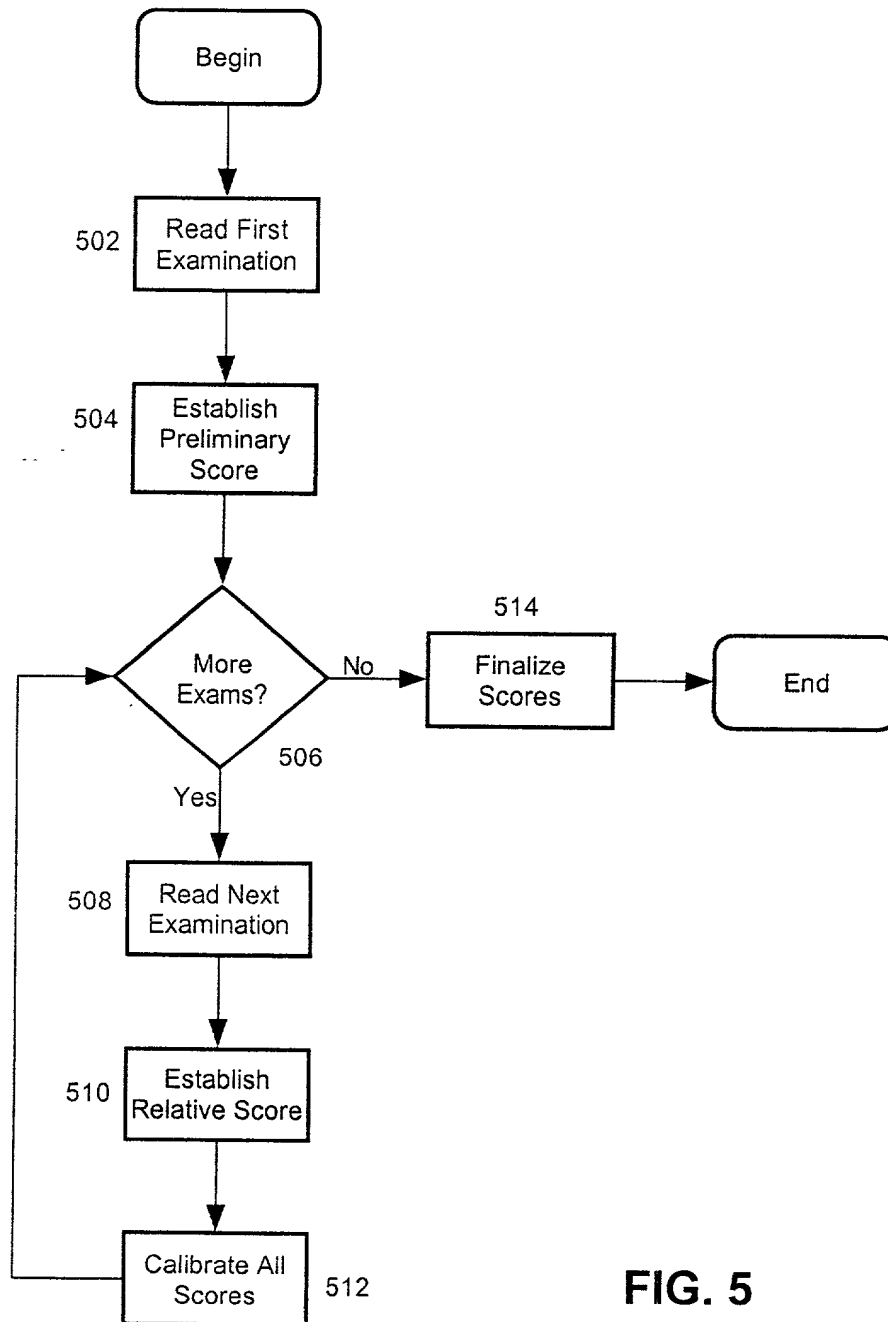 Begin
502
Read First
Examination
504
Establish
Preliminary
Score
506
More
Exams?
No
514
Finalize
Scores
End
Yes
508
Read Next
Examination
510
Establish
Relative Score
Calibrate All
Scores
512
FIG. 5